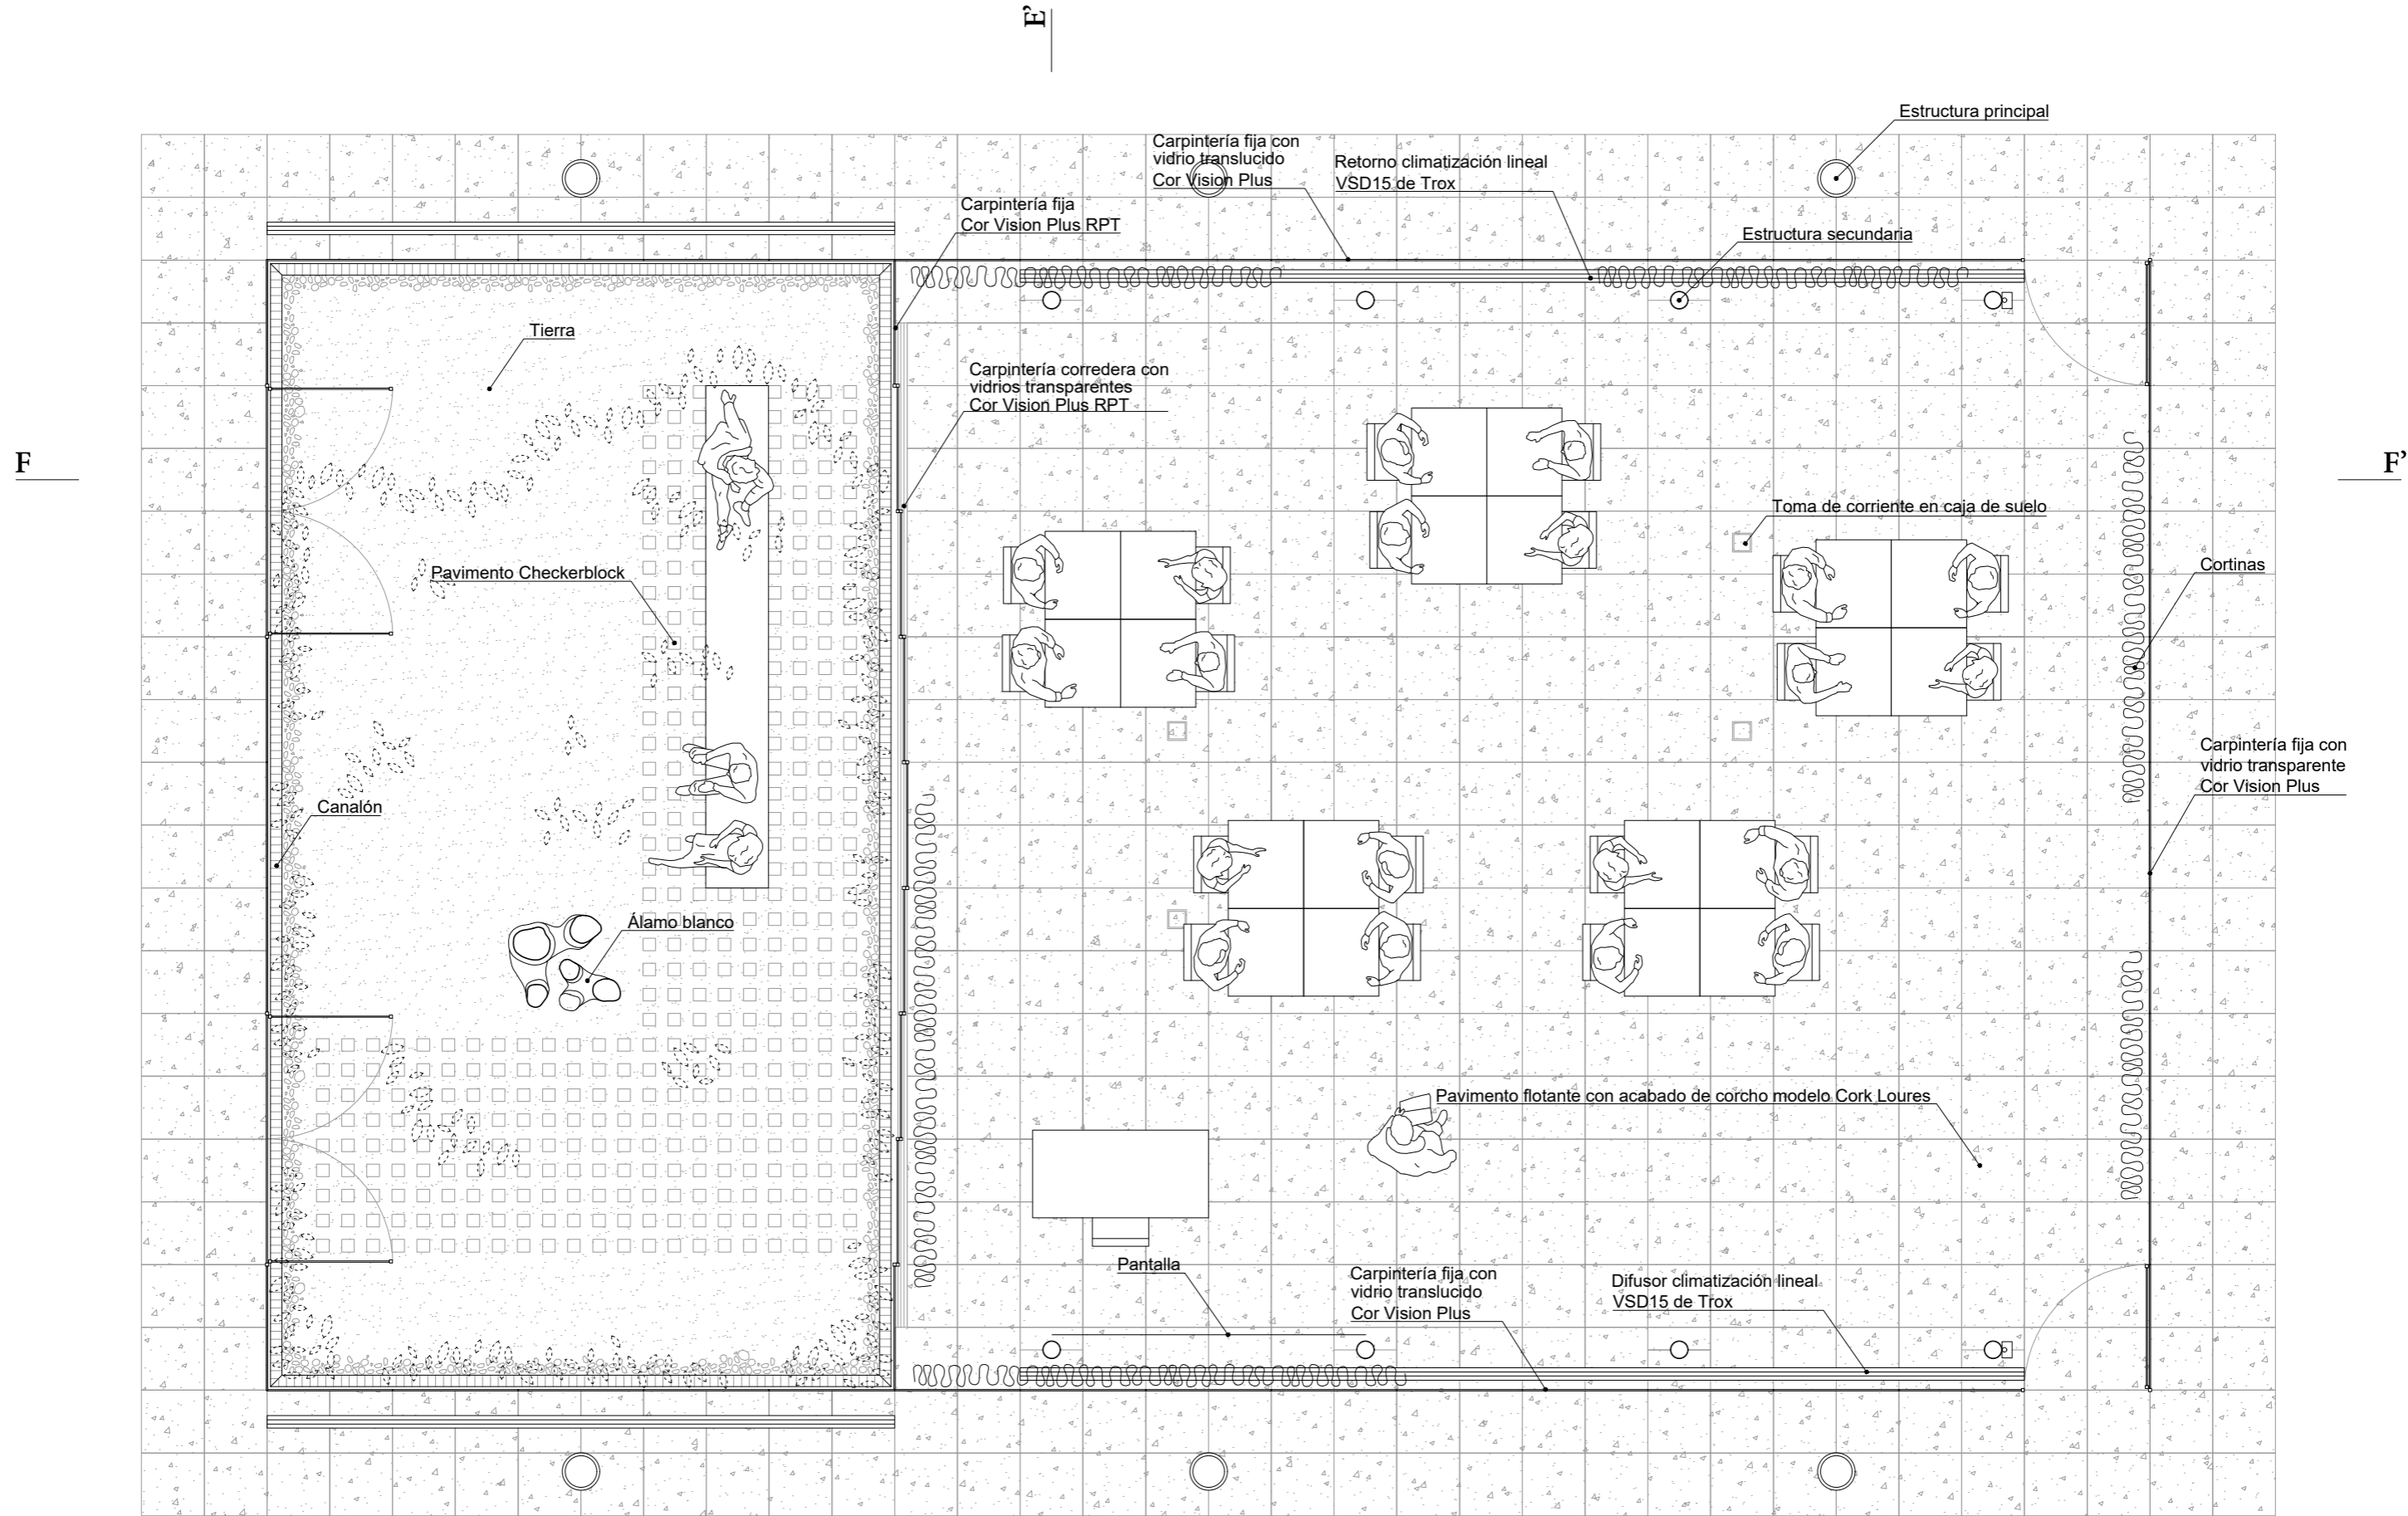 E'
Estructura principal
Carpintería fija con
vidrio translucido
Cor Vision Plus
Retorno climatización lineal
VSD15 de Trox
Carpintería fija
Cor Vision Plus RPT
Estructura secundaria
Tierra
Carpintería corredera con
vidrios transparentes
Cor Vision Plus RPT
F
F’
Toma de corriente en caja de suelo
Cortinas
Pavimento Checkerblock
Carpintería fija con
vidrio transparente
Cor Vision Plus
Canalón
Álamo blanco
Pavimento flotante con acabado de corcho modelo Cork Loures
Pantalla
Carpintería fija con
vidrio translucido
Cor Vision Plus
Difusor climatización lineal
VSD15 de Trox